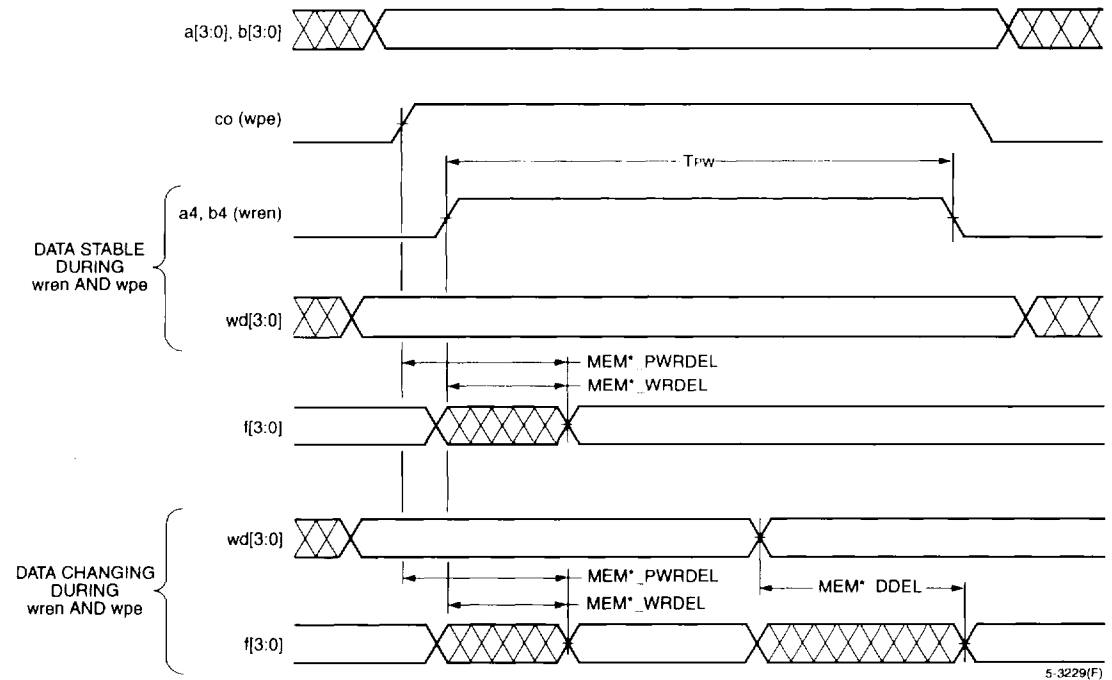 a[3:0], b[3:0]
co (wpe)
TPW
a4, b4 (wren)
DATA STABLE
DURING
wren AND wpe
wd[3:0]
MEM*_PWRDEL
MEM*_WRDEL
f[3:0]
wd[3:0]
DATA CHANGING
DURING
wren AND wpe
MEM*_PWRDEL
MEM*_DDEL
MEM*_WRDEL
f[3:0]
5-3229(F)